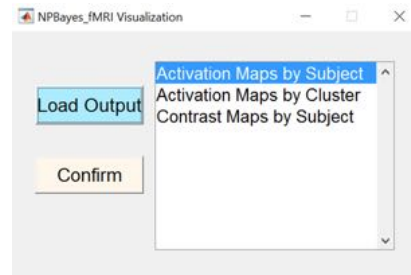 NPBayes_fMRI Visualization
Load Output
Confirm
Activation Maps by Subject
Activation Maps by Cluster
Contrast Maps by Subject